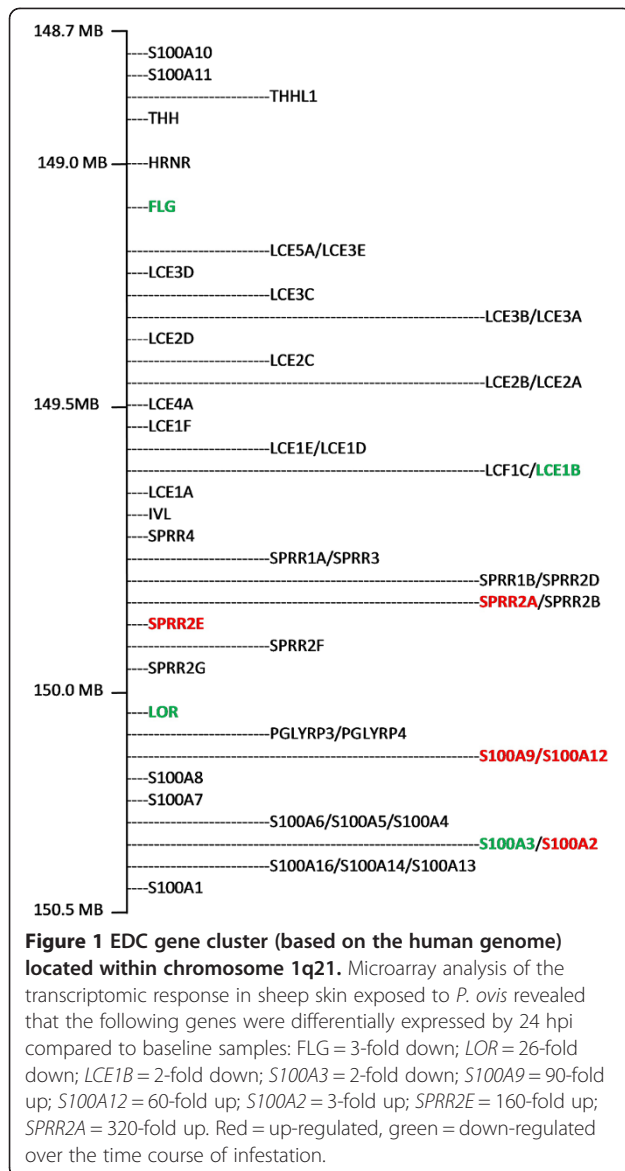 148.7 MB
S100A10
S100A11
THHL1
THH
149.0 MB
HRNR
FLG
LCE5A/LCE3E
LCE3D
LCE3C
LCE3B/LCE3A
LCE2D
LCE2C
LCE2B/LCE2A
149.5MB
LCE4A
LCE1F
LCE1E/LCE1D
LCF1C/LCE1B
LCE1A
IVL
SPRR4
SPRR1A/SPRR3
SPRR1B/SPRR2D
SPRR2A/SPRR2B
SPRR2E
SPRR2F
SPRR2G
150.0 MB
LOR
PGLYRP3/PGLYRP4
S100A9/S100A12
S100A8
S100A7
S100A6/S100A5/S100A4
S100A3/S100A2
S100A16/S100A14/S100A13
S100A1
150.5 MB
Figure 1 EDC gene cluster (based on the human genome)
located within chromosome 1q21. Microarray analysis of the
transcriptomic response in sheep skin exposed to P. ovis revealed
that the following genes were differentially expressed by 24 hpi
compared to baseline samples: FLG = 3-fold down; LOR = 26-fold
down; LCE1B = 2-fold down; S100A3 = 2-fold down; S100A9 = 90-fold
up; S100A12 = 60-fold up; S100A2 = 3-fold up; SPRR2E = 160-fold up;
SPRR2A = 320-fold up. Red = up-regulated, green = down-regulated
over the time course of infestation.